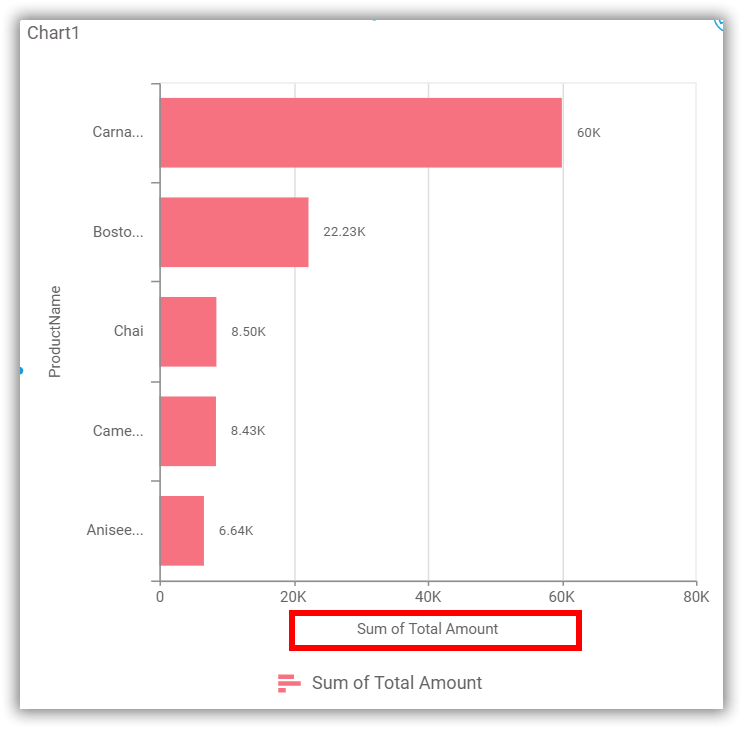 Chart1
Carna...
60K
Bosto...
22.23K
ProductName
Chai
8.50K
Came...
8.43K
Anisee...
6.64K
0 20K 40K 60K 80K
Sum of Total Amount
Sum of Total Amount